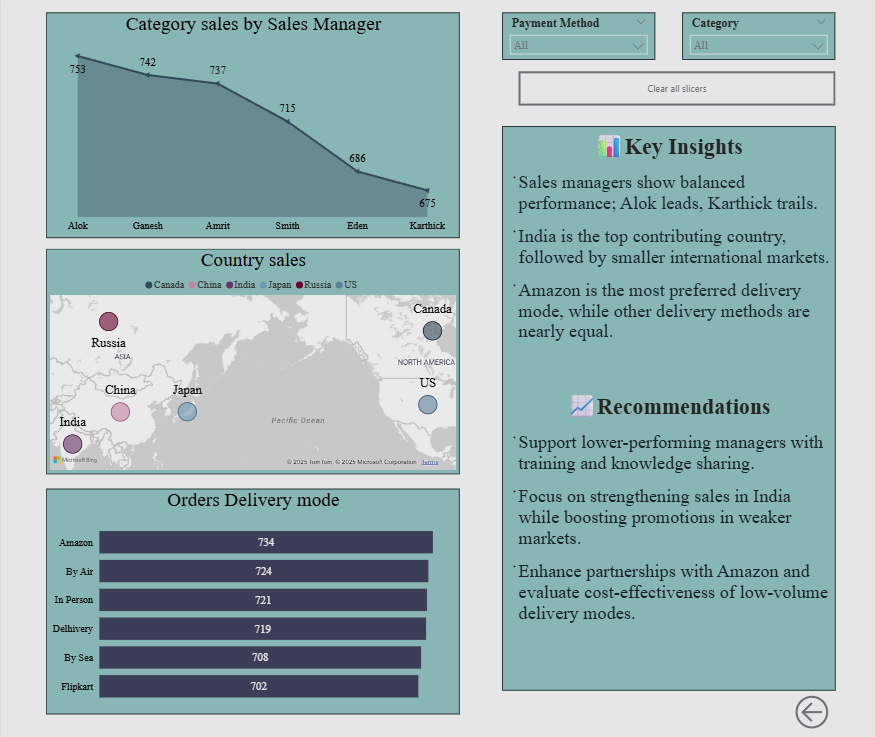 Category sales by Sales Manager
753
742
737
715
686
675
Alok
Ganesh
Amrit
Smith
Eden
Karthick
Country sales
Canada
China
India
Japan
Russia
US
Canada
Russia
ASIA
NORTH AMERICA
China
Japan
US
India
Pacific Ocean
Microsoft Bing
© 2025 TomTom, © 2025 Microsoft Corporation Terms
Orders Delivery mode
Amazon 734
By Air 724
In Person 721
Delhivery 719
By Sea 708
Flipkart 702
Payment Method
All
Category
All
Clear all slicers
Key Insights
·Sales managers show balanced
performance; Alok leads, Karthick trails.
·India is the top contributing country,
followed by smaller international markets.
·Amazon is the most preferred delivery
mode, while other delivery methods are
nearly equal.
Recommendations
·Support lower-performing managers with
training and knowledge sharing.
·Focus on strengthening sales in India
while boosting promotions in weaker
markets.
·Enhance partnerships with Amazon and
evaluate cost-effectiveness of low-volume
delivery modes.